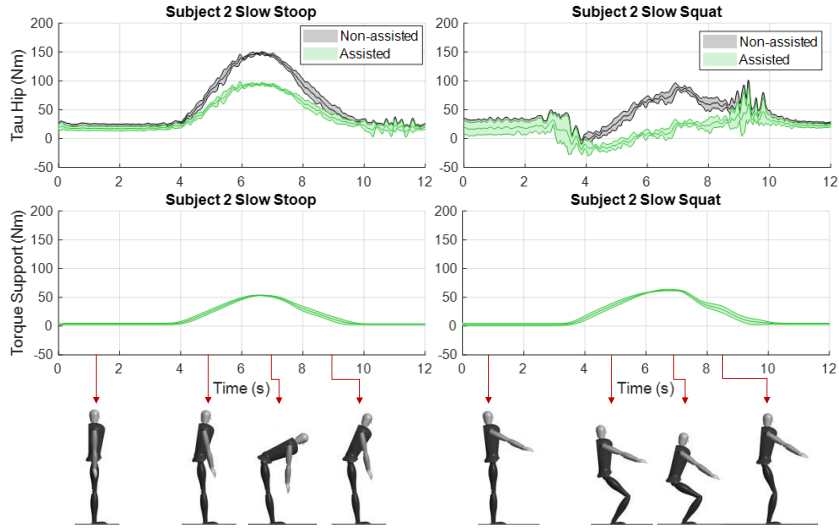 Subject 2 Slow Stoop
Subject 2 Slow Squat
Tau Hip (Nm)
200
150
100
50
0
-50
Non-assisted
Assisted
0 2 4 6 8 10 12
200
150
100
50
0
-50
Non-assisted
Assisted
0 2 4 6 8 10 12
Subject 2 Slow Stoop
Subject 2 Slow Squat
Torque Support (Nm)
200
150
100
50
0
-50
0 2 4 6 8 10 12
Time (s)
200
150
100
50
0
-50
0 2 4 6 8 10 12
Time (s)